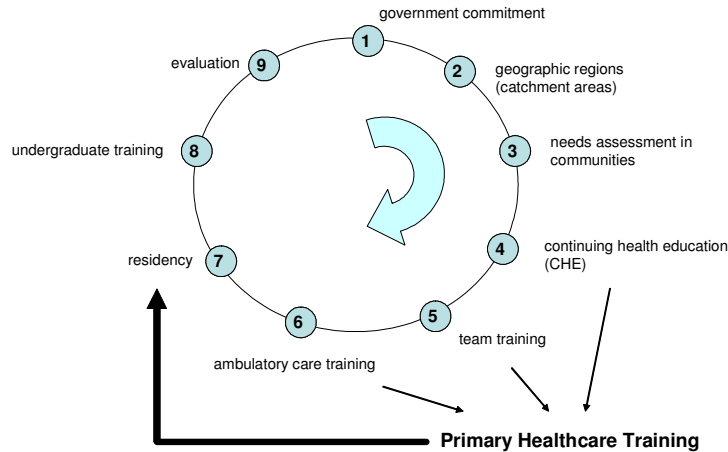 government commitment
1
evaluation
9
2
geographic regions
(catchment areas)
undergraduate training
8
3
needs assessment in
communities
residency
7
4
continuing health education
(CHE)
6
5
team training
ambulatory care training
Primary Healthcare Training